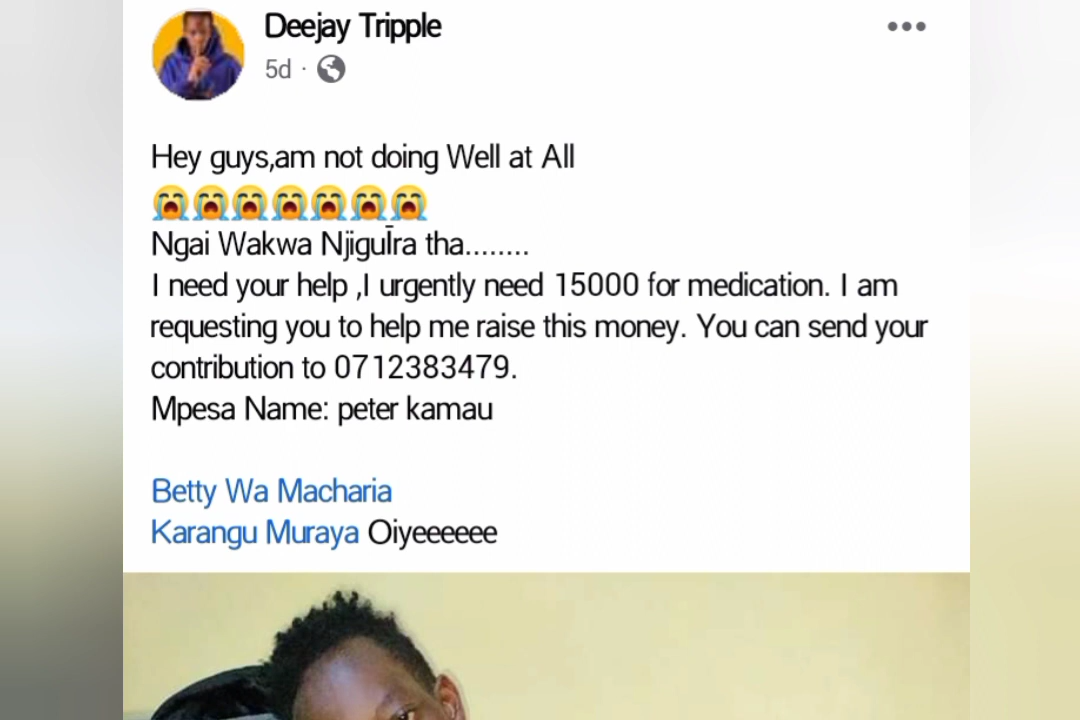 Deejay Tripple
5d ·
Hey guys,am not doing Well at All
😭😭😭😭😭😭😭
Ngai Wakwa NjiguĪra tha........
I need your help ,I urgently need 15000 for medication. I am
requesting you to help me raise this money. You can send your
contribution to 0712383479.
Mpesa Name: peter kamau
Betty Wa Macharia
Karangu Muraya Oiyeeeeee